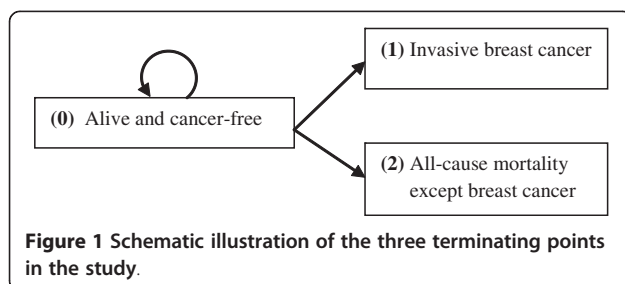 (0) Alive and cancer-free
(1) Invasive breast cancer
(2) All-cause mortality
except breast cancer
Figure 1 Schematic illustration of the three terminating points
in the study.